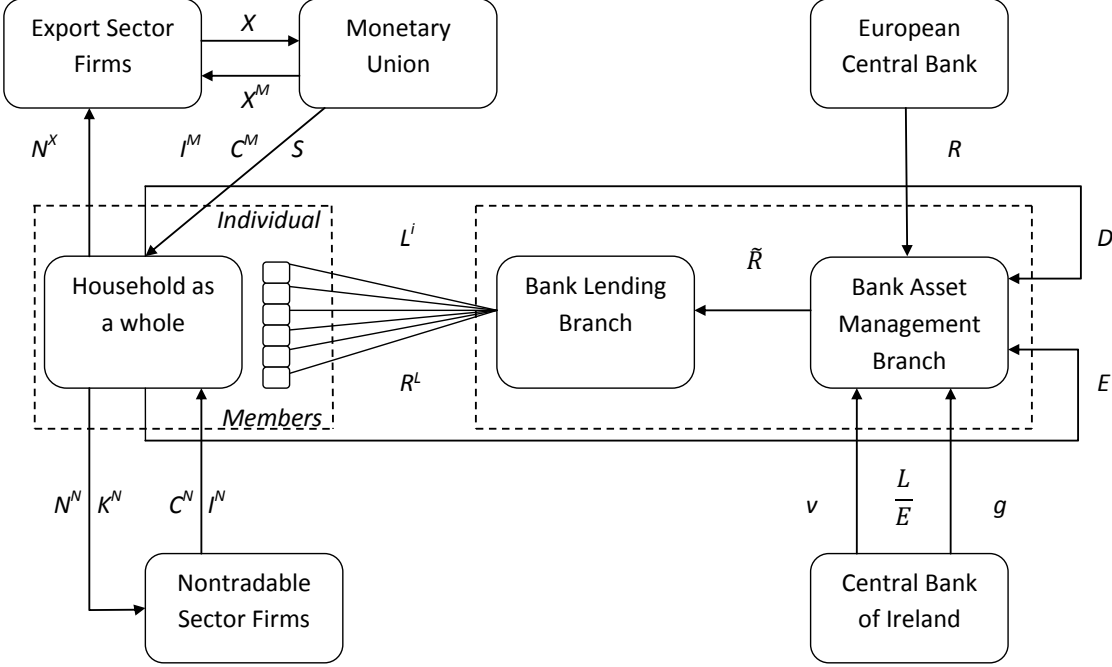 Export Sector
Firms
X
X^M
Monetary
Union
European
Central Bank
N^X
I^M C^M S
R
Individual
L^i
D
Household as
a whole
Bank Lending
Branch
R̃
Bank Asset
Management
Branch
R^L
E
Members
N^N K^N
C^N I^N
v
L
E
g
Nontradable
Sector Firms
Central Bank
of Ireland